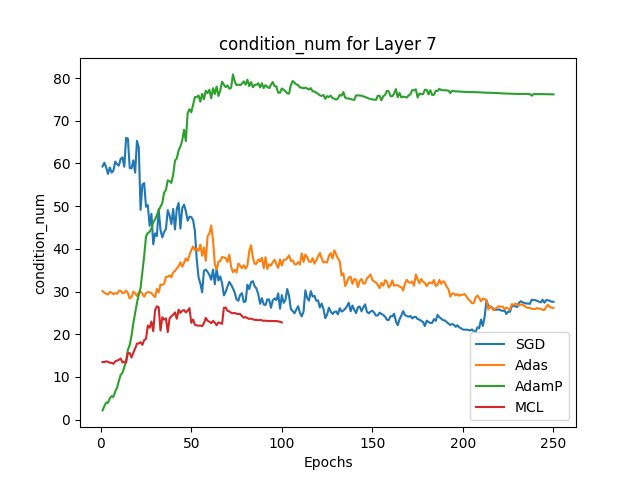 condition_num for Layer 7
condition_num
80
70
60
50
40
30
20
10
0
0 50 100 150 200 250
Epochs
SGD
Adas
AdamP
MCL